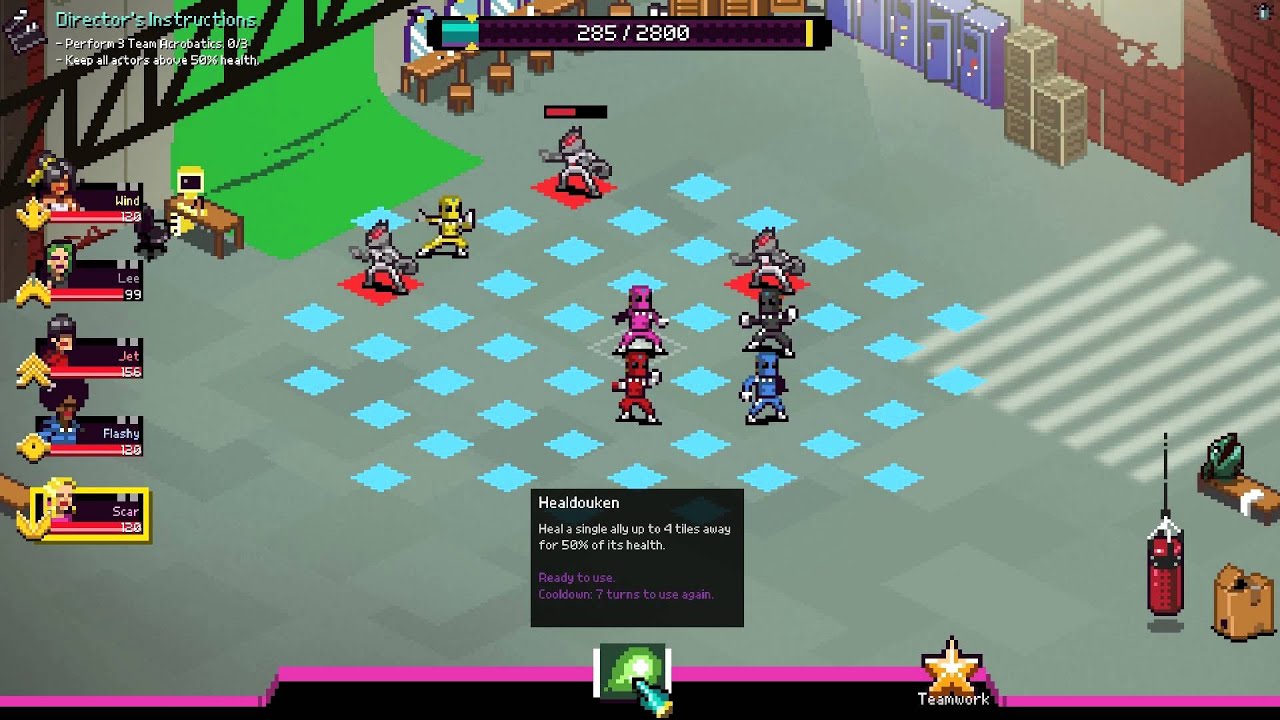 Director's Instructions
- Perform 3 Team Acrobatics. 0/3
- Keep all actors above 50% health.
285 / 2800
Wind
120
Lee
99
Jet
156
Flashy
120
Scar
120
Healdouken
Heal a single ally up to 4 tiles away
for 50% of its health.
Ready to use.
Cooldown: 7 turns to use again.
Teamwork